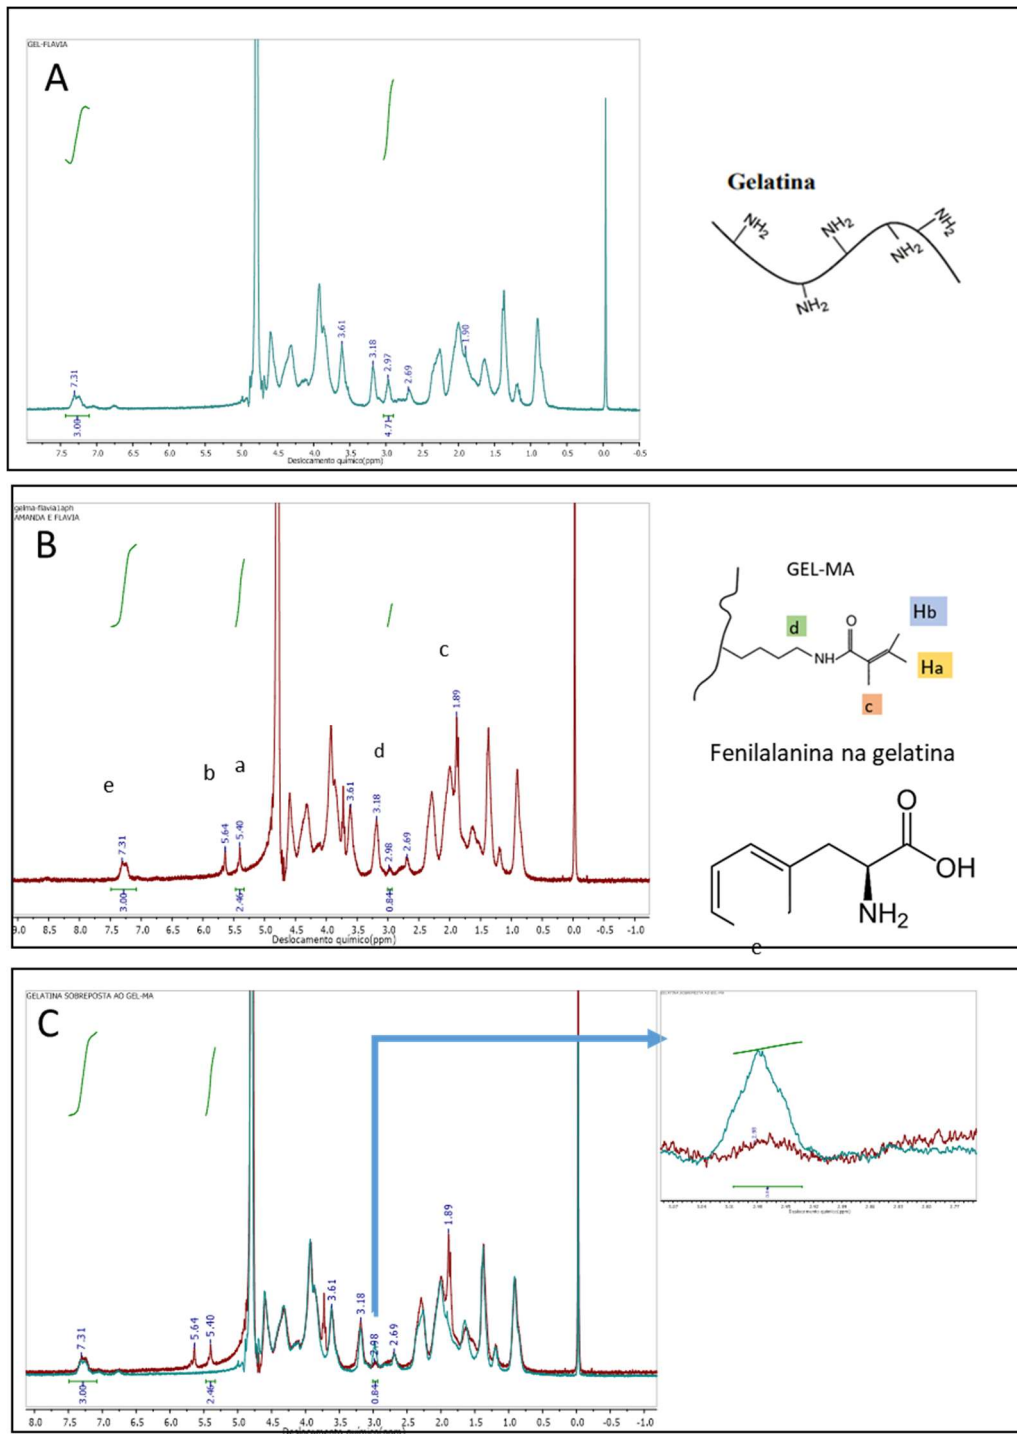 GEL-FLAVIA
A
7.31
3.61
3.18
2.97
2.69
1.90
3.00
4.71
7.5 7.0 6.5 6.0 5.5 5.0 4.5 4.0 3.5 3.0 2.5 2.0 1.5 1.0 0.5 0.0 -0.5
Deslocamento químico(ppm)
Gelatina
NH2
NH2
NH2
NH2
NH2
gelma-flavia1aph
AMANDA E FLAVIA
B
e
b
a
d
c
7.31
5.64
5.40
3.61
3.18
2.98
2.69
1.89
3.00
2.46
0.84
9.0 8.5 8.0 7.5 7.0 6.5 6.0 5.5 5.0 4.5 4.0 3.5 3.0 2.5 2.0 1.5 1.0 0.5 0.0 -0.5 -1.0
Deslocamento químico(ppm)
GEL-MA
d
O
NH
Hb
Ha
c
Fenilalanina na gelatina
O
OH
NH2
e
GELATINA SOBREPOSTA AO GEL-MA
C
7.31
5.64
5.40
3.61
3.18
2.98
2.69
1.89
3.00
2.46
0.84
8.0 7.5 7.0 6.5 6.0 5.5 5.0 4.5 4.0 3.5 3.0 2.5 2.0 1.5 1.0 0.5 0.0 -0.5 -1.0
Deslocamento químico(ppm)